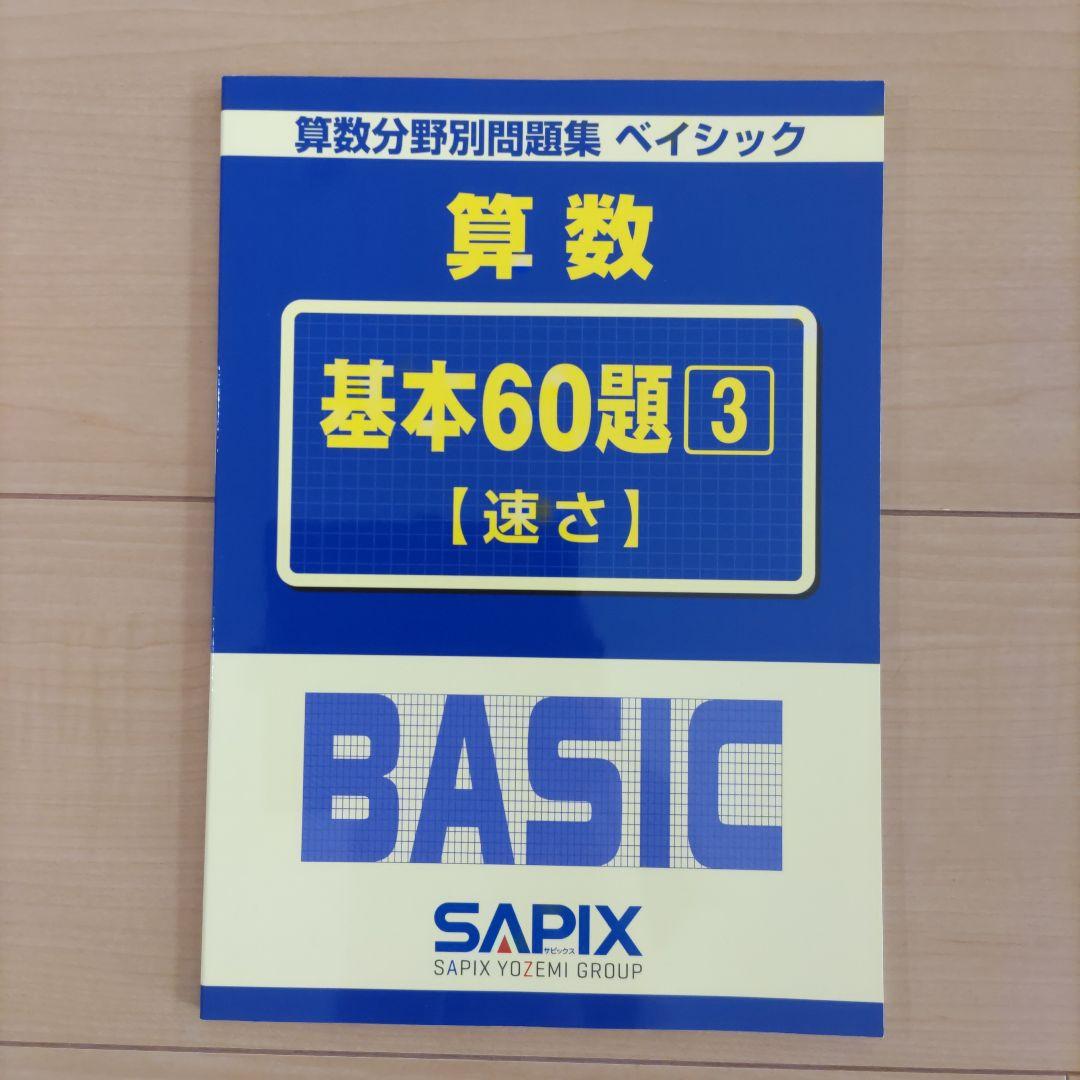 算数分野別問題集 ベイシック
算数
基本60題 3
【速さ】
BASIC
SAPIX
サピックス
SAPIX YOZEMI GROUP